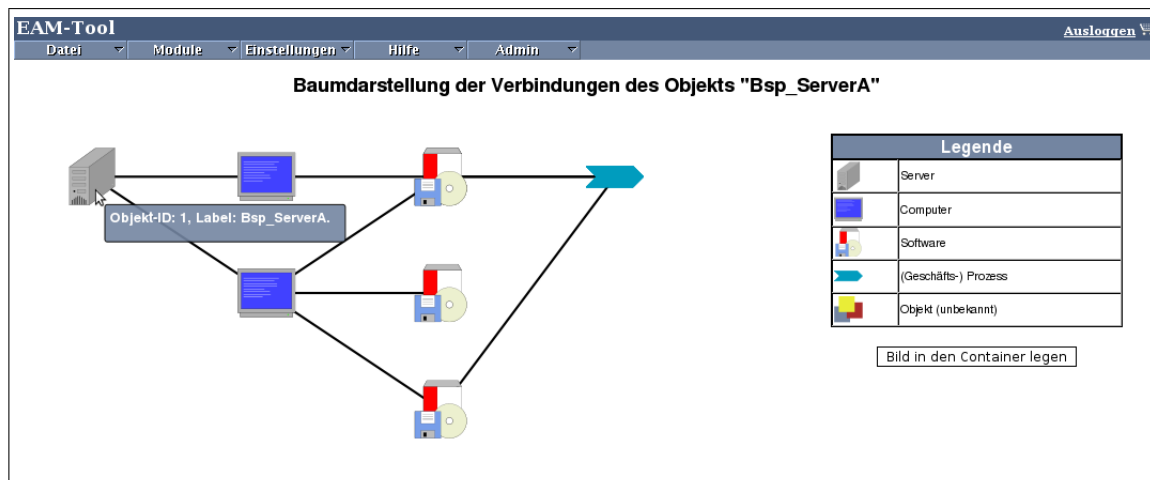 EAM-Tool
Ausloggen
Datei Module Einstellungen Hilfe Admin
Baumdarstellung der Verbindungen des Objekts "Bsp_ServerA"
Objekt-ID: 1, Label: Bsp_ServerA.
Legende
Server
Computer
Software
(Geschäfts-) Prozess
Objekt (unbekannt)
Bild in den Container legen